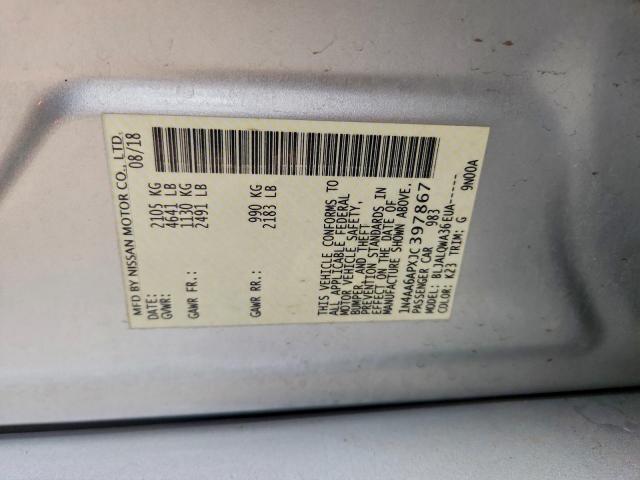 MFD BY NISSAN MOTOR CO., LTD.
DATE: 08/18
GVWR: 2105 KG
4641 LB
GAWR FR.: 1130 KG
2491 LB
GAWR RR.: 990 KG
2183 LB
THIS VEHICLE CONFORMS TO
ALL APPLICABLE FEDERAL
MOTOR VEHICLE SAFETY,
BUMPER, AND THEFT
PREVENTION STANDARDS IN
EFFECT ON THE DATE OF
MANUFACTURE SHOWN ABOVE.
1N4AA6APXJC397867
PASSENGER CAR 983
MODEL: BLJALOWA36EUA-----
COLOR: K23 TRIM: G 9N00A